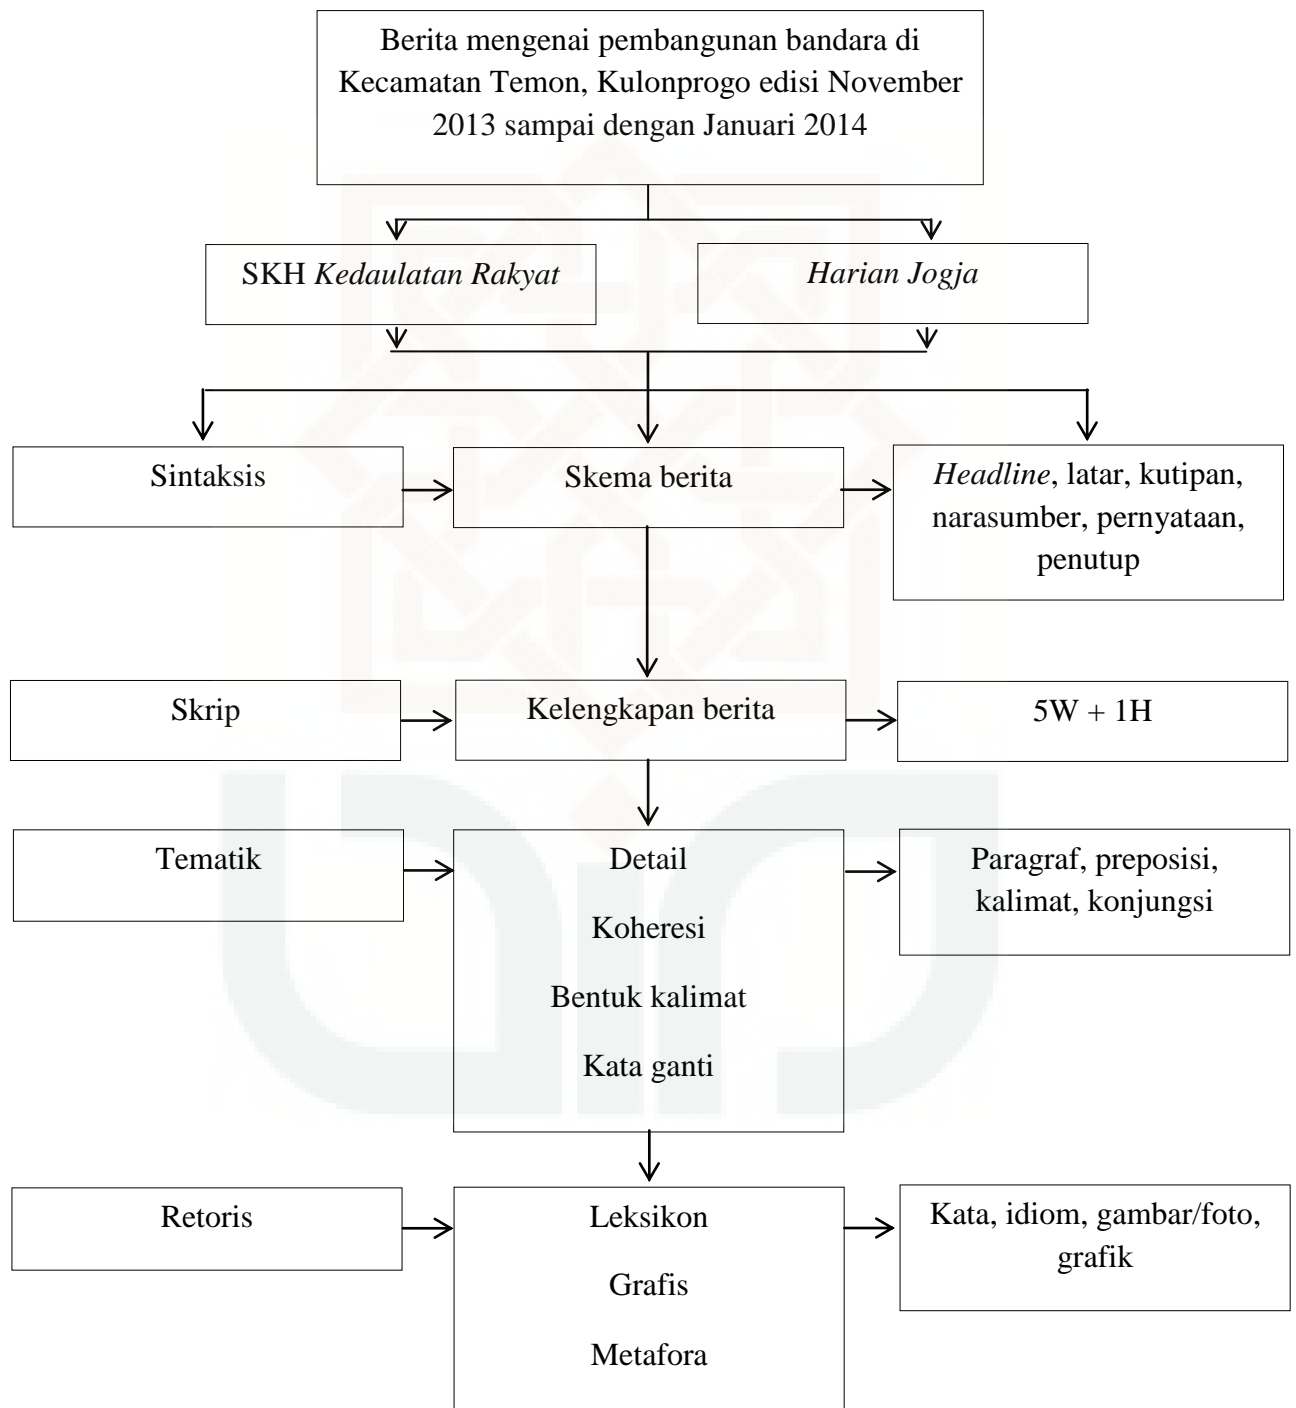 Berita mengenai pembangunan bandara di
Kecamatan Temon, Kulonprogo edisi November
2013 sampai dengan Januari 2014
SKH Kedaulatan Rakyat
Harian Jogja
Sintaksis
Skema berita
Headline, latar, kutipan,
narasumber, pernyataan,
penutup
Skrip
Kelengkapan berita
5W + 1H
Tematik
Detail
Koheresi
Bentuk kalimat
Kata ganti
Paragraf, preposisi,
kalimat, konjungsi
Retoris
Leksikon
Grafis
Metafora
Kata, idiom, gambar/foto,
grafik